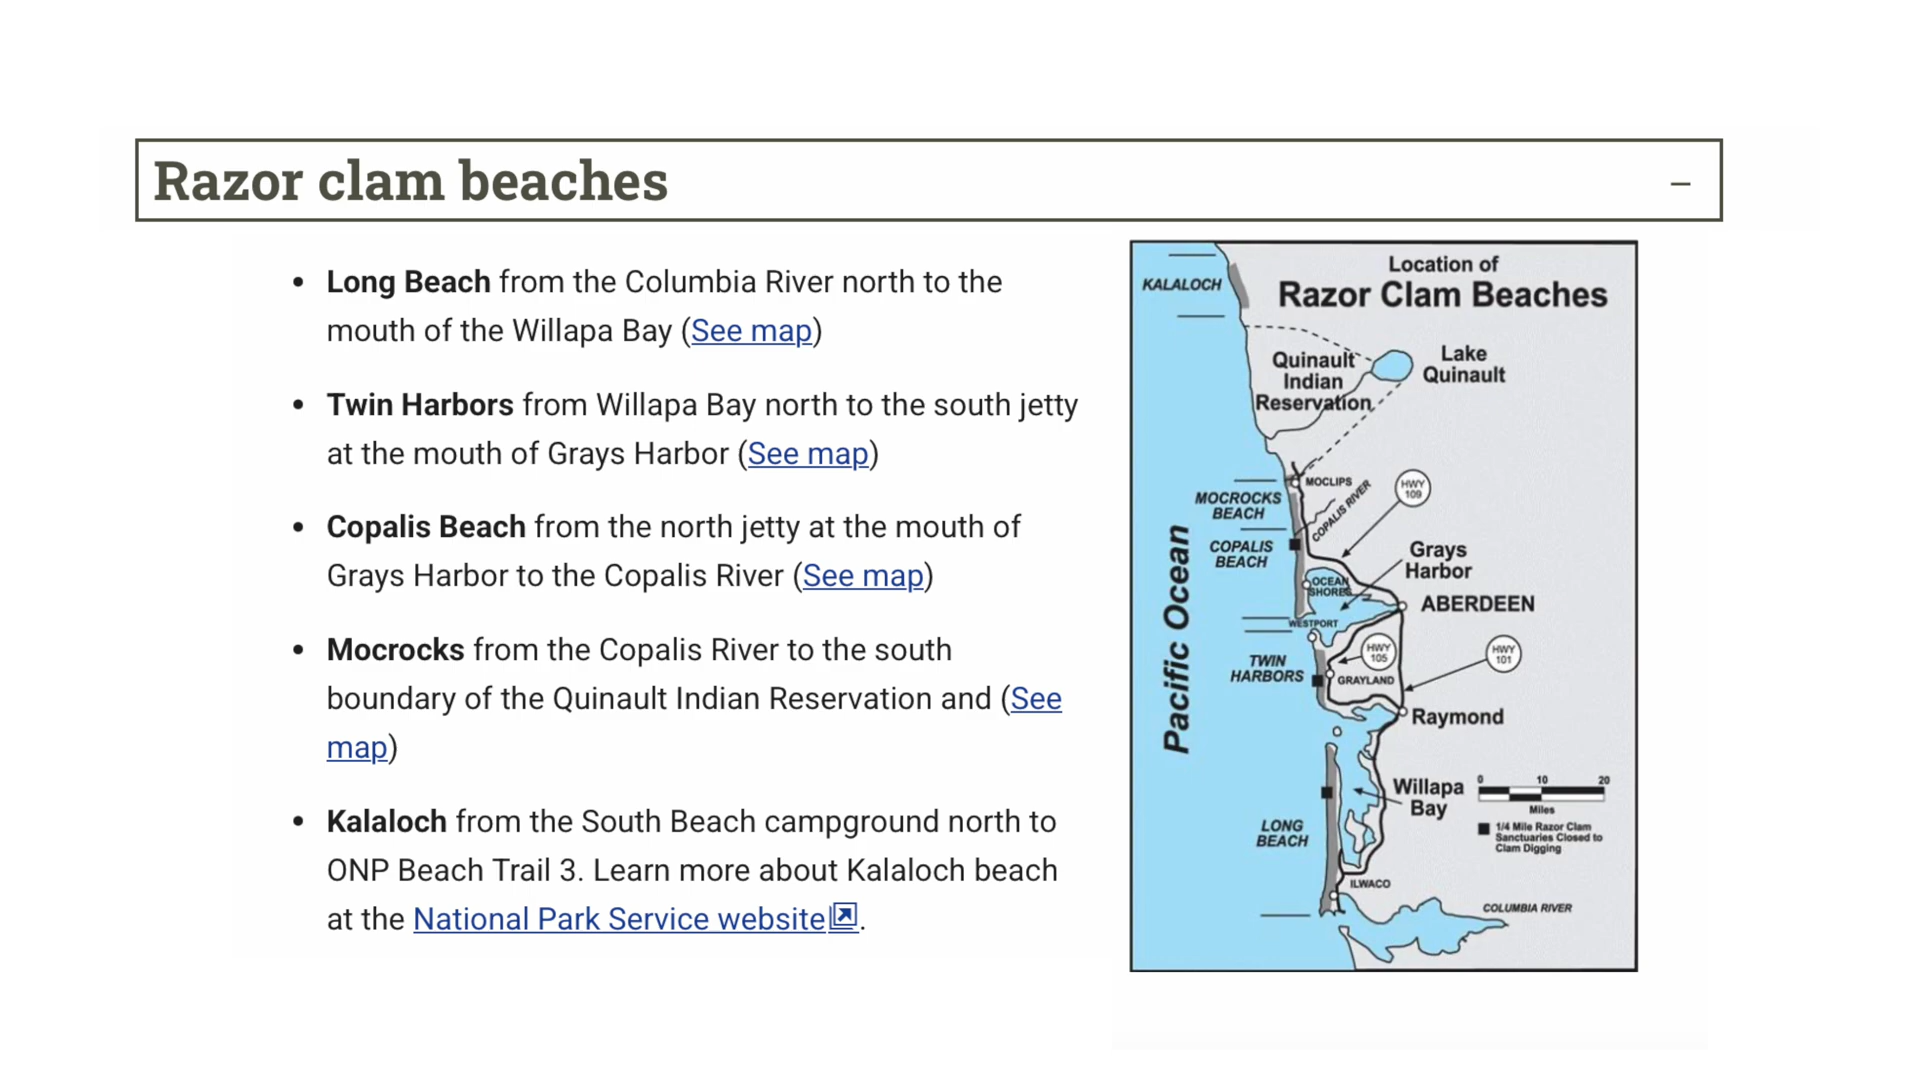 Razor clam beaches
Long Beach from the Columbia River north to the
mouth of the Willapa Bay (See map)
Twin Harbors from Willapa Bay north to the south jetty
at the mouth of Grays Harbor (See map)
Copalis Beach from the north jetty at the mouth of
Grays Harbor to the Copalis River (See map)
Mocrocks from the Copalis River to the south
boundary of the Quinault Indian Reservation and (See
map)
Kalaloch from the South Beach campground north to
ONP Beach Trail 3. Learn more about Kalaloch beach
at the National Park Service website.
Location of
Razor Clam Beaches
KALALOCH
Quinault
Indian
Reservation
Lake
Quinault
MOCLIPS
HWY
109
MOCROCKS
BEACH
COPALIS RIVER
COPALIS
BEACH
Grays
Harbor
OCEAN
SHORES
ABERDEEN
WESTPORT
Pacific Ocean
TWIN
HARBORS
HWY
105
HWY
101
GRAYLAND
Raymond
Willapa
Bay
0 10 20
Miles
1/4 Mile Razor Clam
Sanctuaries Closed to
Clam Digging
LONG
BEACH
ILWACO
COLUMBIA RIVER